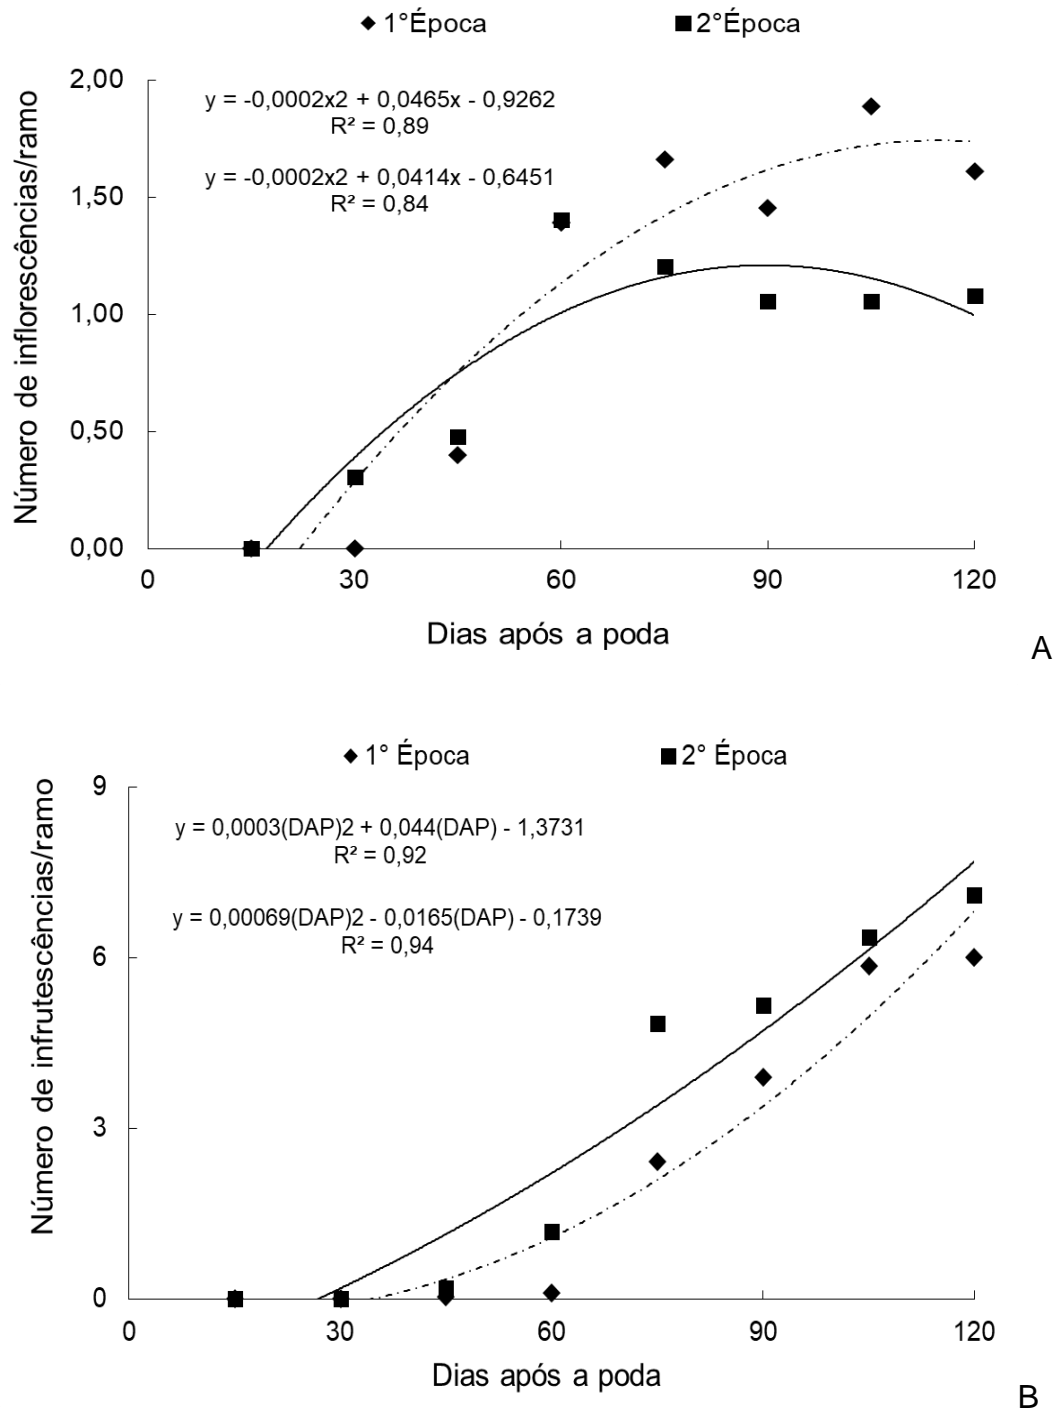 1°Época
2°Época
Número de inflorescências/ramo
2,00
1,50
1,00
0,50
0,00
y = -0,0002x2 + 0,0465x - 0,9262
R² = 0,89
y = -0,0002x2 + 0,0414x - 0,6451
R² = 0,84
0 30 60 90 120
Dias após a poda
A
1° Época
2° Época
Número de infrutescências/ramo
9
6
3
0
y = 0,0003(DAP)2 + 0,044(DAP) - 1,3731
R² = 0,92
y = 0,00069(DAP)2 - 0,0165(DAP) - 0,1739
R² = 0,94
0 30 60 90 120
Dias após a poda
B